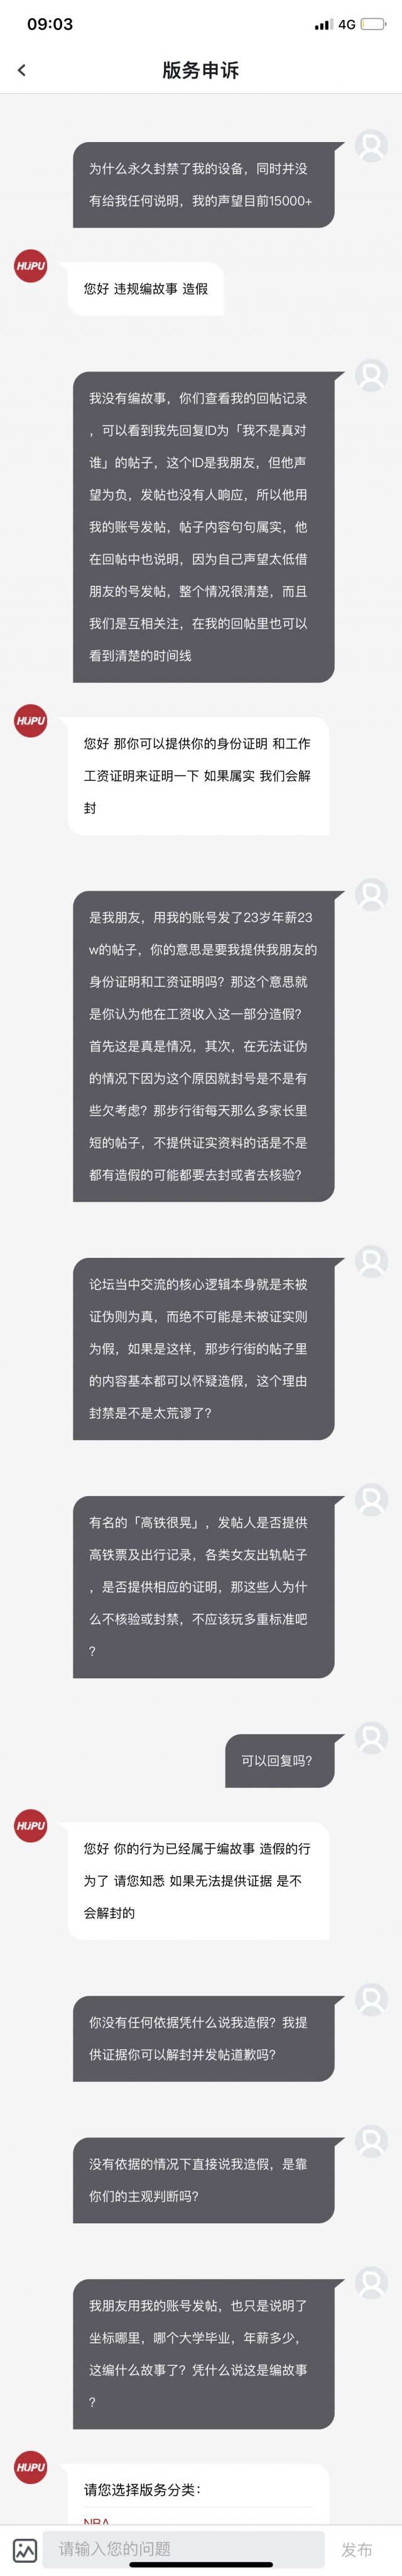 09:03
4G
版务申诉
为什么永久封禁了我的设备，同时并没
有给我任何说明，我的声望目前15000+
HUPU
您好 违规编故事 造假
我没有编故事，你们查看我的回帖记录
，可以看到我先回复ID为「我不是真对
谁」的帖子，这个ID是我朋友，但他声
望为负，发帖也没有人响应，所以他用
我的账号发帖，帖子内容句句属实，他
在回帖中也说明，因为自己声望太低借
朋友的号发帖，整个情况很清楚，而且
我们是互相关注，在我的回帖里也可以
看到清楚的时间线
HUPU
您好 那你可以提供你的身份证明 和工作
工资证明来证明一下 如果属实 我们会解
封
是我朋友，用我的账号发了23岁年薪23
w的帖子，你的意思是要我提供我朋友的
身份证明和工资证明吗？那这个意思就
是你认为他在工资收入这一部分造假？
首先这是真是情况，其次，在无法证伪
的情况下因为这个原因就封号是不是有
些欠考虑？那步行街每天那么多家长里
短的帖子，不提供证实资料的话是不是
都有造假的可能都要去封或者去核验？
论坛当中交流的核心逻辑本身就是未被
证伪则为真，而绝不可能是未被证实则
为假，如果是这样，那步行街的帖子里
的内容基本都可以怀疑造假，这个理由
封禁是不是太荒谬了？
有名的「高铁很晃」，发帖人是否提供
高铁票及出行记录，各类女友出轨帖子
，是否提供相应的证明，那这些人为什
么不核验或封禁，不应该玩多重标准吧
？
可以回复吗？
HUPU
您好 你的行为已经属于编故事 造假的行
为了 请您知悉 如果无法提供证据 是不
会解封的
你没有任何依据凭什么说我造假？我提
供证据你可以解封并发帖道歉吗？
没有依据的情况下直接说我造假，是靠
你们的主观判断吗？
我朋友用我的账号发帖，也只是说明了
坐标哪里，哪个大学毕业，年薪多少，
这编什么故事了？凭什么说这是编故事
？
HUPU
请您选择版务分类：
NBA
请输入您的问题
发布